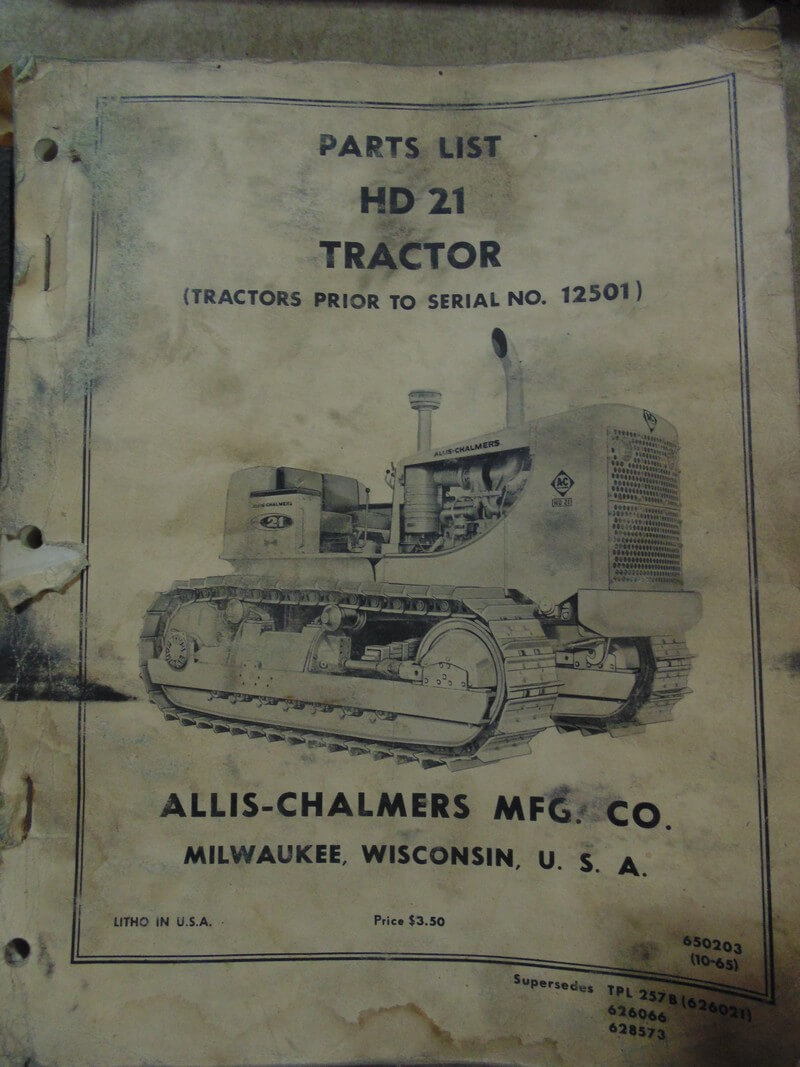 PARTS LIST
HD 21
TRACTOR
(TRACTORS PRIOR TO SERIAL NO. 12501)
ALLIS-CHALMERS
AC
HD 21
ALLIS-CHALMERS
21
ALLIS-CHALMERS MFG. CO.
MILWAUKEE, WISCONSIN, U. S. A.
LITHO IN U.S.A.
Price $3.50
650203
(10-65)
Supersedes TPL 257B (626021)
626066
628573